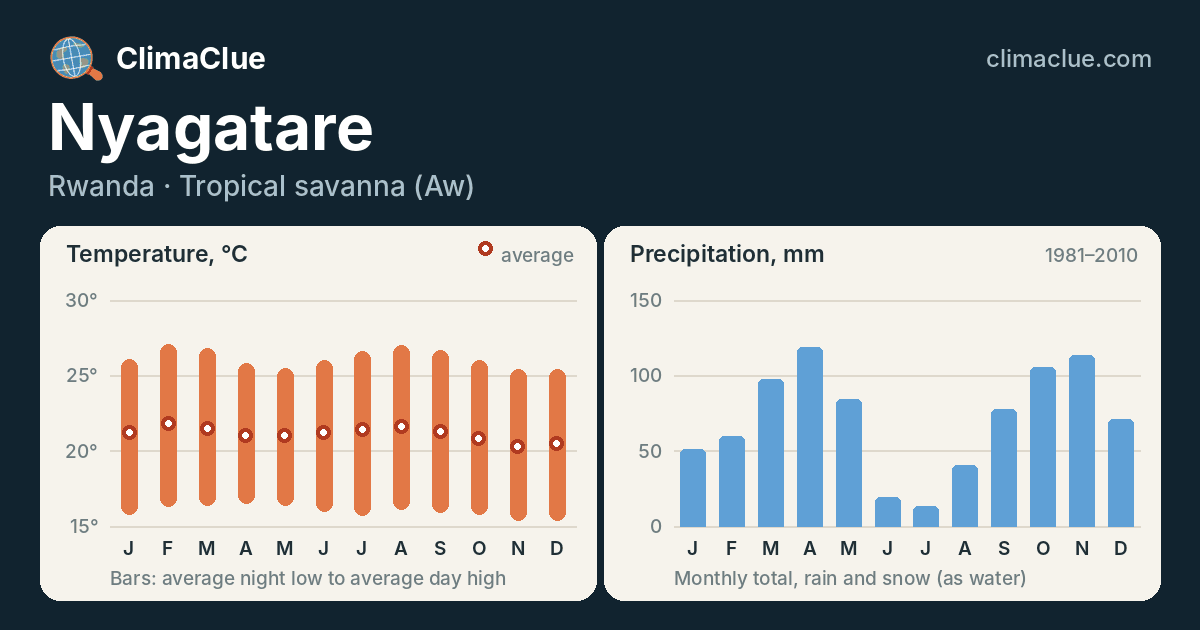 ClimaClue
climaclue.com
Nyagatare
Rwanda · Tropical savanna (Aw)
Temperature, °C
average
30°
25°
20°
15°
J F M A M J J A S O N D
Bars: average night low to average day high
Precipitation, mm
1981–2010
150
100
50
0
J F M A M J J A S O N D
Monthly total, rain and snow (as water)